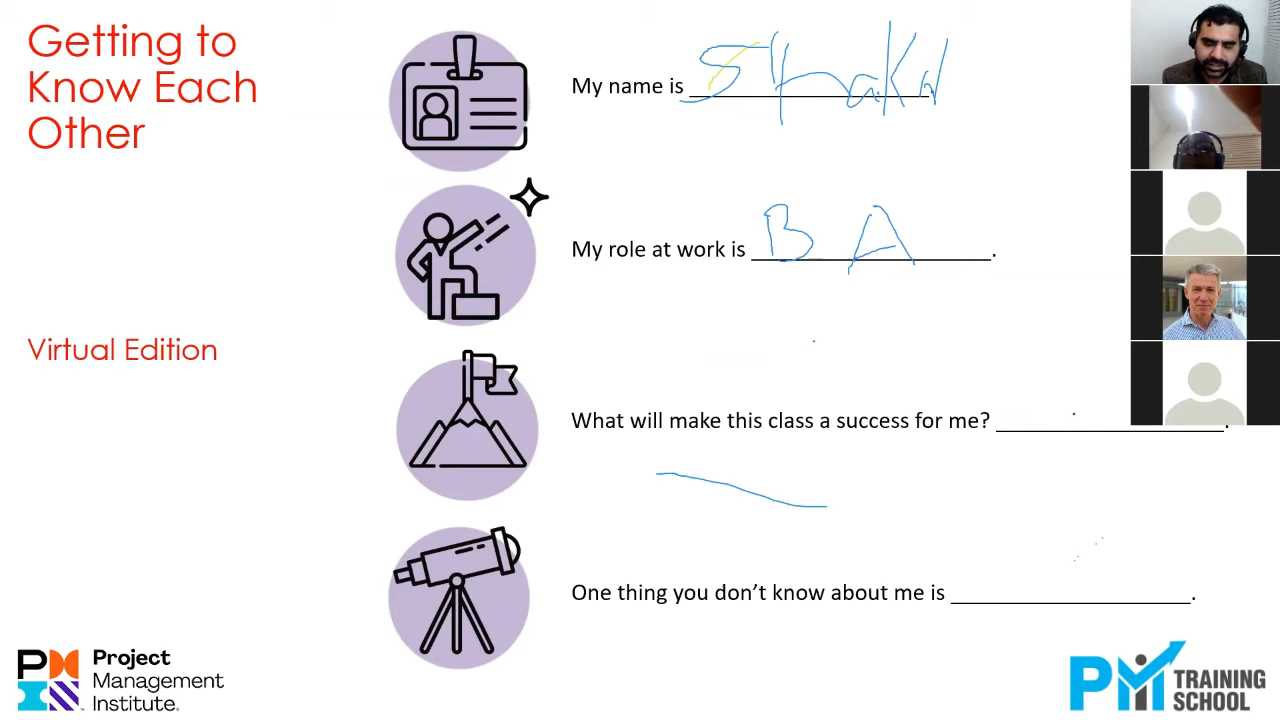 Getting to
Know Each
Other
My name is
My role at work is B A.
Virtual Edition
What will make this class a success for me? .
One thing you don’t know about me is .
Project
Management
Institute.
PM TRAINING
SCHOOL